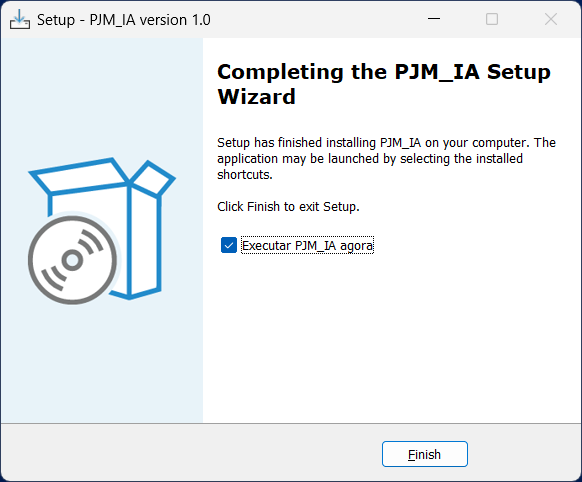 Setup - PJM_IA version 1.0
Completing the PJM_IA Setup
Wizard
Setup has finished installing PJM_IA on your computer. The
application may be launched by selecting the installed
shortcuts.
Click Finish to exit Setup.
Executar PJM_IA agora
Finish